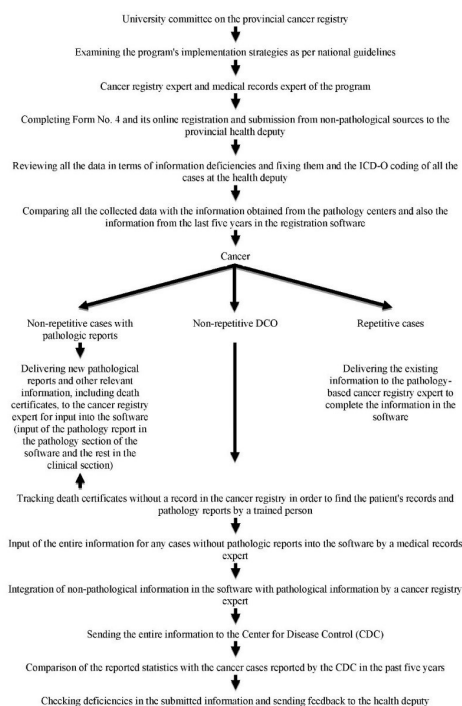 University committee on the provincial cancer registry
Examining the program's implementation strategies as per national guidelines
Cancer registry expert and medical records expert of the program
Completing Form No. 4 and its online registration and submission from non-pathological sources to the
provincial health deputy
Reviewing all the data in terms of information deficiencies and fixing them and the ICD-O coding of all the
cases at the health deputy
Comparing all the collected data with the information obtained from the pathology centers and also the
information from the last five years in the registration software
Cancer
Non-repetitive cases with
pathologic reports
Non-repetitive DCO
Repetitive cases
Delivering new pathological
reports and other relevant
information, including death
certificates, to the cancer registry
expert for input into the software
(input of the pathology report in
the pathology section of the
software and the rest in the
clinical section)
Delivering the existing
information to the pathology-
based cancer registry expert to
complete the information in the
software
Tracking death certificates without a record in the cancer registry in order to find the patient's records and
pathology reports by a trained person
Input of the entire information for any cases without pathologic reports into the software by a medical records
expert
Integration of non-pathological information in the software with pathological information by a cancer registry
expert
Sending the entire information to the Center for Disease Control (CDC)
Comparison of the reported statistics with the cancer cases reported by the CDC in the past five years
Checking deficiencies in the submitted information and sending feedback to the health deputy